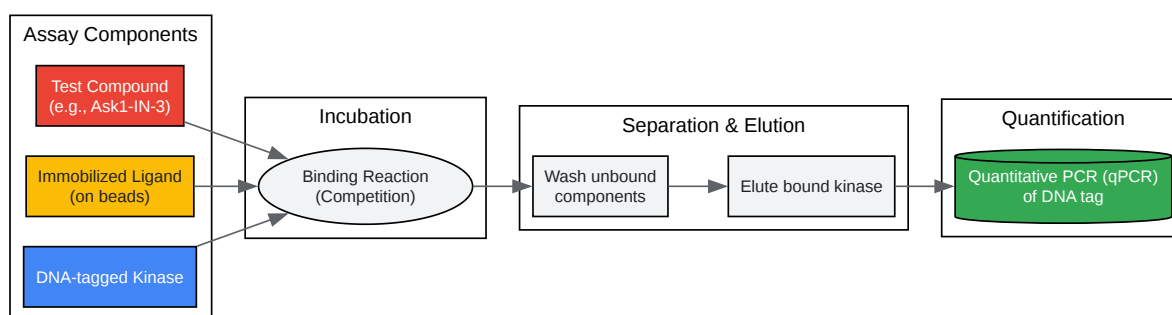 Assay Components
Test Compound
(e.g., Ask1-IN-3)
Immobilized Ligand
(on beads)
DNA-tagged Kinase
Incubation
Binding Reaction
(Competition)
Separation & Elution
Wash unbound
components
Elute bound kinase
Quantification
Quantitative PCR (qPCR)
of DNA tag